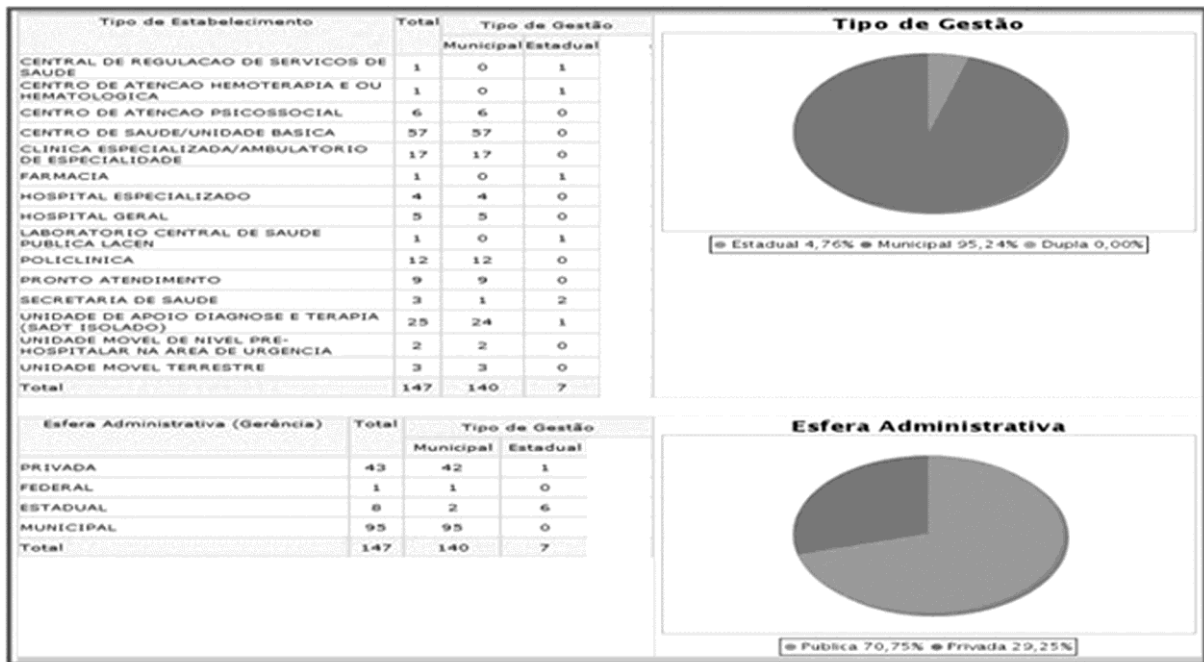 Tipo de Estabelecimento Total Tipo de Gestão
Municipal Estadual
CENTRAL DE REGULACAO DE SERVICOS DE
SAUDE 1 0 1
CENTRO DE ATENCAO HEMOTERAPIA E OU
HEMATOLOGICA 1 0 1
CENTRO DE ATENCAO PSICOSSOCIAL 6 6 0
CENTRO DE SAUDE/UNIDADE BASICA 57 57 0
CLINICA ESPECIALIZADA/AMBULATORIO
DE ESPECIALIDADE 17 17 0
FARMACIA 1 0 1
HOSPITAL ESPECIALIZADO 4 4 0
HOSPITAL GERAL 5 5 0
LABORATORIO CENTRAL DE SAUDE
PUBLICA LACEN 1 0 1
POLICLINICA 12 12 0
PRONTO ATENDIMENTO 9 9 0
SECRETARIA DE SAUDE 3 1 2
UNIDADE DE APOIO DIAGNOSE E TERAPIA
(SADT ISOLADO) 25 24 1
UNIDADE MOVEL DE NIVEL PRE-
HOSPITALAR NA AREA DE URGENCIA 2 2 0
UNIDADE MOVEL TERRESTRE 3 3 0
Total 147 140 7
Tipo de Gestão
Estadual 4,76% Municipal 95,24% Dupla 0,00%
Esfera Administrativa (Gerência) Total Tipo de Gestão
Municipal Estadual
PRIVADA 43 42 1
FEDERAL 1 1 0
ESTADUAL 8 2 6
MUNICIPAL 95 95 0
Total 147 140 7
Esfera Administrativa
Publica 70,75% Privada 29,25%